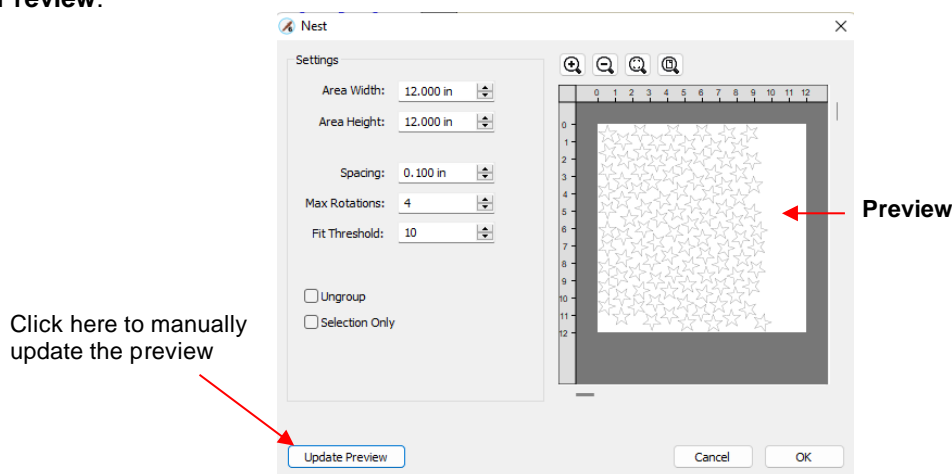 Preview.
Nest
Settings
Area Width: 12.000 in
Area Height: 12.000 in
Spacing: 0.100 in
Max Rotations: 4
Fit Threshold: 10
Ungroup
Selection Only
0 1 2 3 4 5 6 7 8 9 10 11 12
0
1
2
3
4
5
6
7
8
9
10
11
12
Preview
Click here to manually
update the preview
Update Preview
Cancel
OK